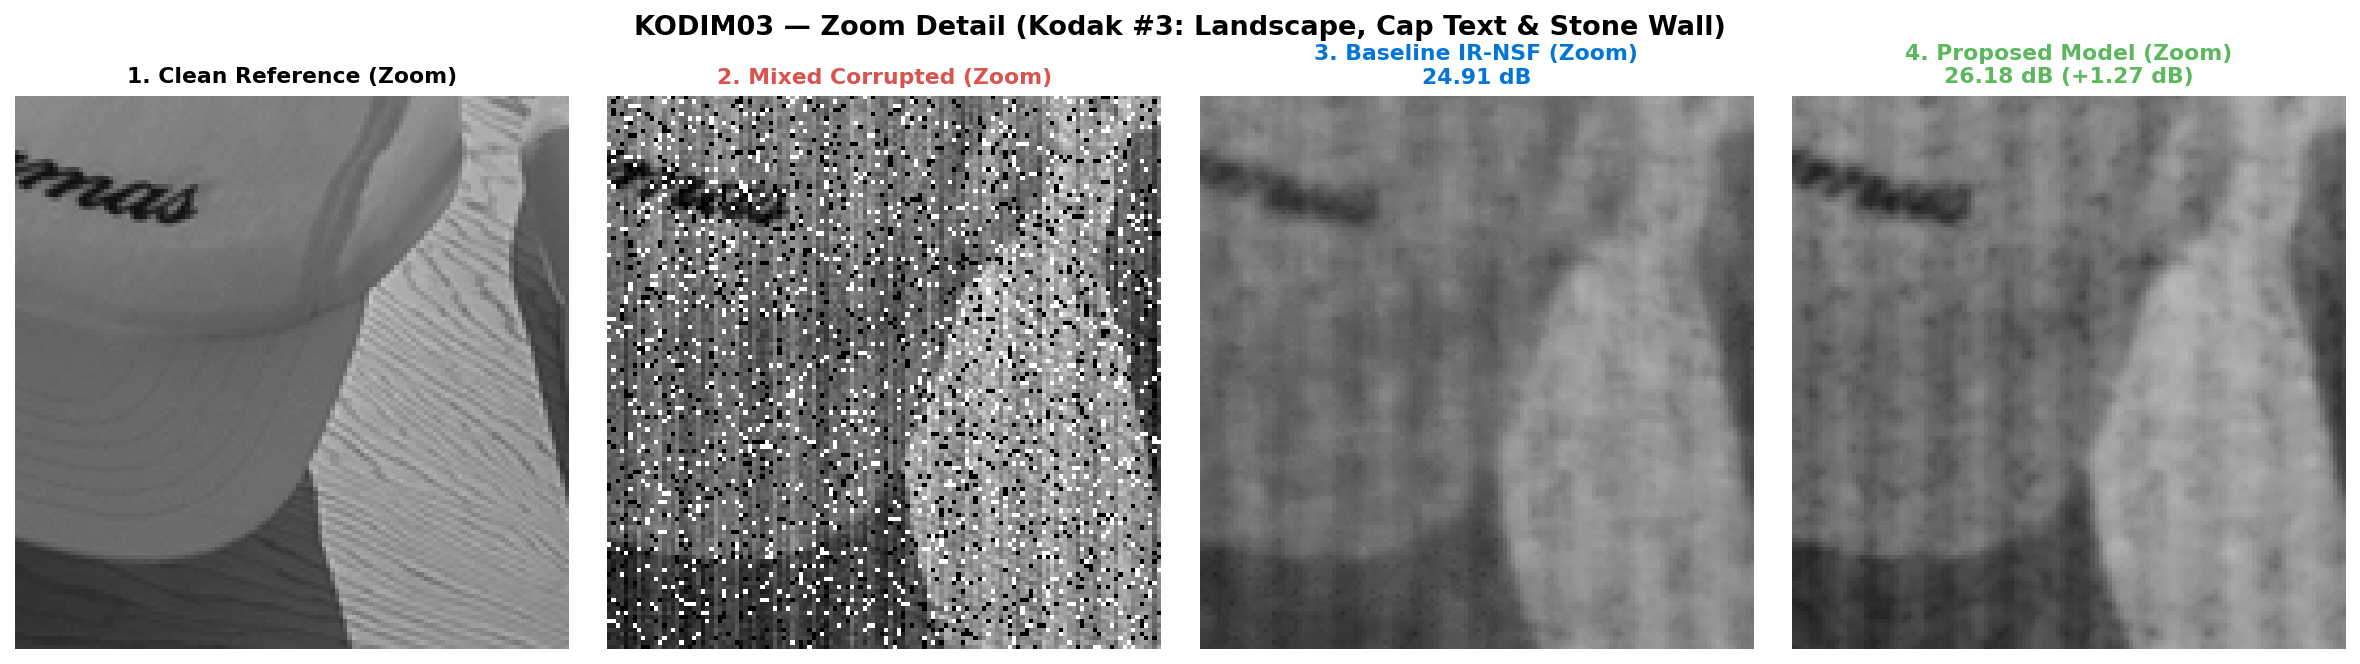 KODIM03 — Zoom Detail (Kodak #3: Landscape, Cap Text & Stone Wall)
1. Clean Reference (Zoom)
2. Mixed Corrupted (Zoom)
3. Baseline IR-NSF (Zoom)
24.91 dB
4. Proposed Model (Zoom)
26.18 dB (+1.27 dB)
mas